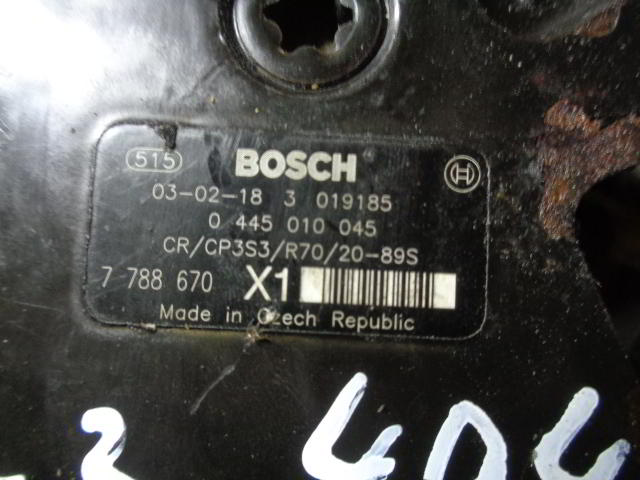 515 BOSCH
03-02-18 3 019185
0 445 010 045
CR/CP3S3/R70/20-89S
7 788 670 X1
Made in Czech Republic
2 404